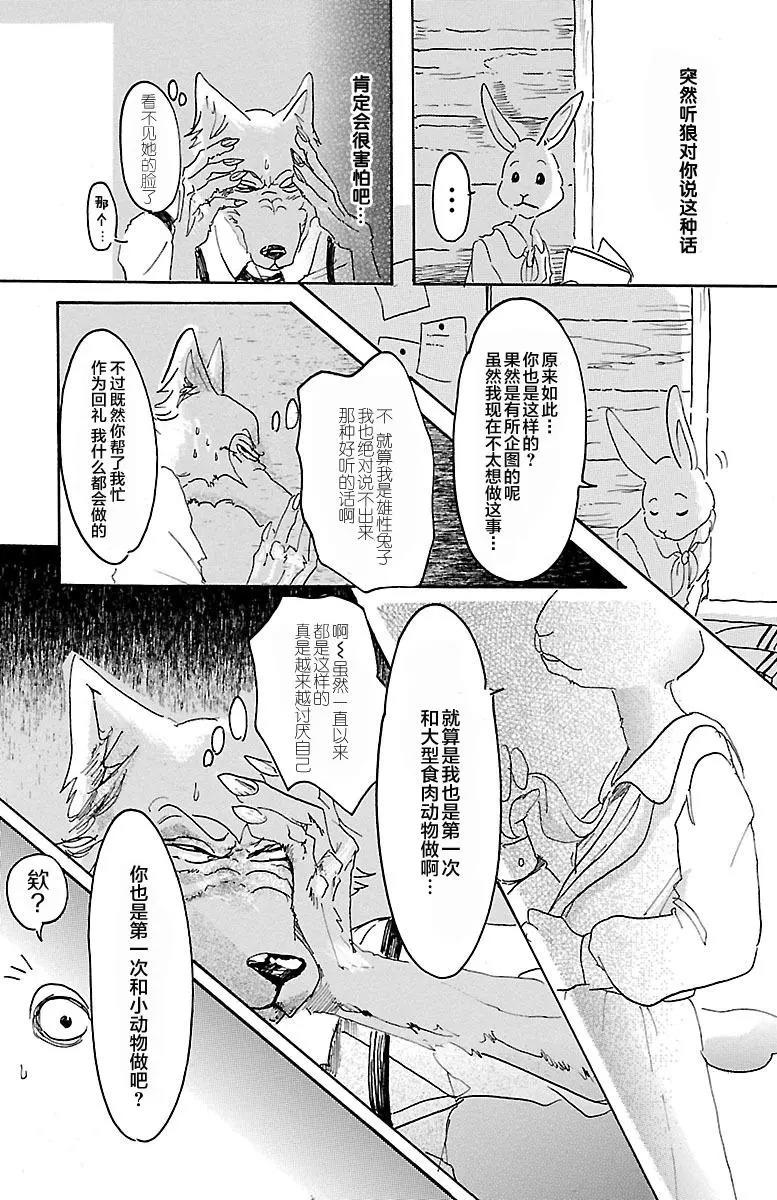 突然听狼对你说这种话
…
肯定会很害怕吧…
看不见她
的脸了
那个…
原来如此…
你也是这样的?
果然是有所企图的呢
虽然我现在不太想做这事…
不 就算我是雄性兔子
我也绝对说不出来
那种好听的话啊
不过既然你帮了我忙
作为回礼 我什么都会做的
就算是我也是第一次
和大型食肉动物做啊…
啊~虽然一直以来
都是这样的
真是越来越讨厌自己
你也是第一次和小动物做吧?
欸?